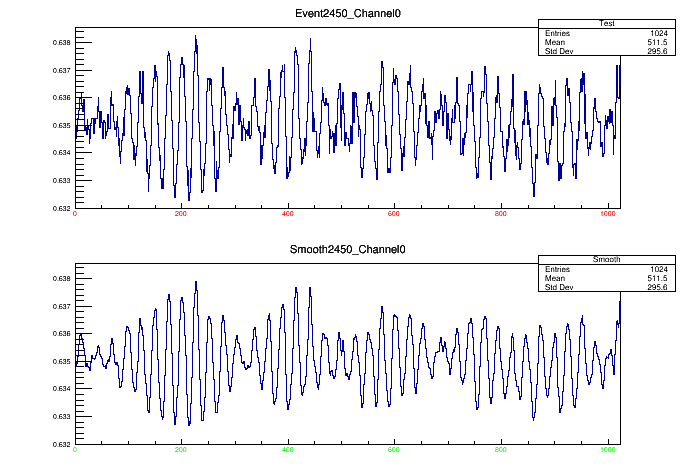 Event2450_Channel0
Test
Entries 1024
Mean 511.5
Std Dev 295.6
0.638
0.637
0.636
0.635
0.634
0.633
0.632
0 200 400 600 800 1000
Smooth2450_Channel0
Smooth
Entries 1024
Mean 511.5
Std Dev 295.6
0.638
0.637
0.636
0.635
0.634
0.633
0.632
0 200 400 600 800 1000